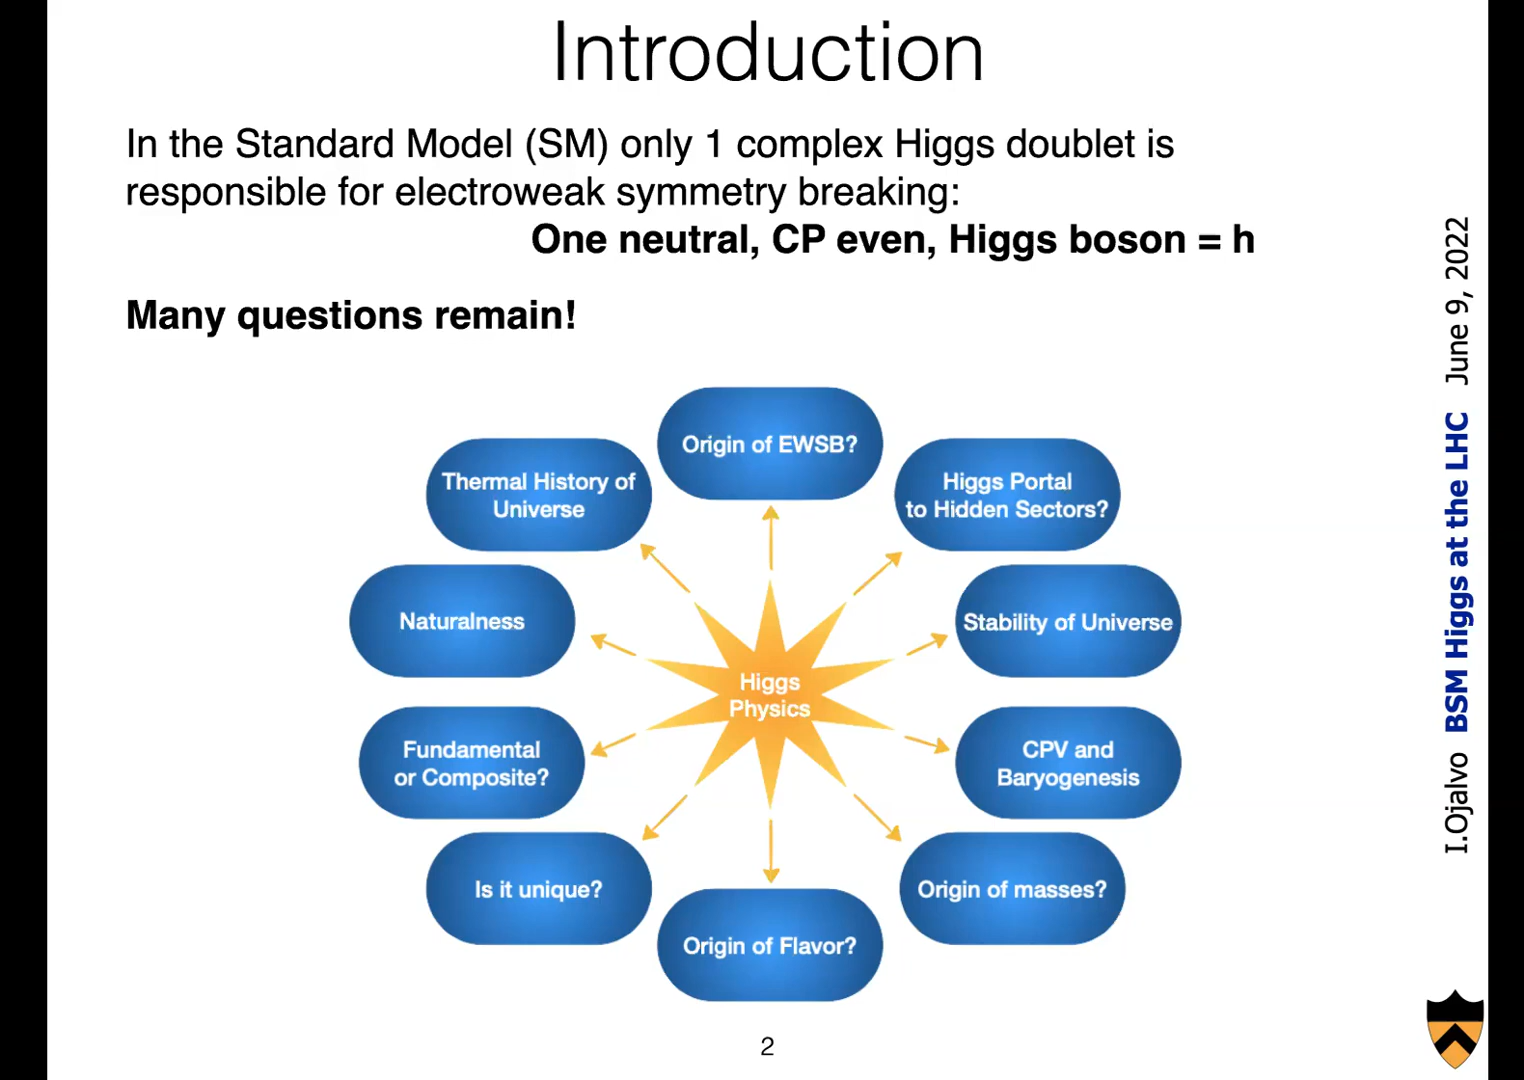 Introduction
In the Standard Model (SM) only 1 complex Higgs doublet is
responsible for electroweak symmetry breaking:
One neutral, CP even, Higgs boson = h
Many questions remain!
Origin of EWSB?
Thermal History of
Universe
Higgs Portal
to Hidden Sectors?
Naturalness
Stability of Universe
Higgs
Physics
Fundamental
or Composite?
CPV and
Baryogenesis
Is it unique?
Origin of masses?
Origin of Flavor?
2
I.Ojalvo BSM Higgs at the LHC June 9, 2022